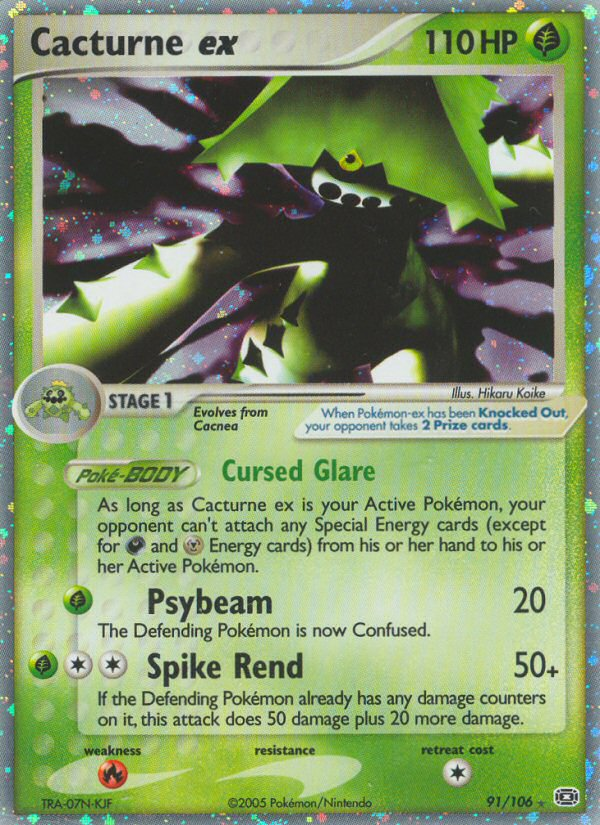 Cacturne ex 110 HP
Illus. Hikaru Koike
STAGE 1
Evolves from
Cacnea
When Pokémon-ex has been Knocked Out,
your opponent takes 2 Prize cards.
Poké-BODY Cursed Glare
As long as Cacturne ex is your Active Pokémon, your
opponent can't attach any Special Energy cards (except
for and Energy cards) from his or her hand to his or
her Active Pokémon.
Psybeam 20
The Defending Pokémon is now Confused.
Spike Rend 50+
If the Defending Pokémon already has any damage counters
on it, this attack does 50 damage plus 20 more damage.
weakness resistance retreat cost
TRA-07N-KJF ©2005 Pokémon/Nintendo 91/106